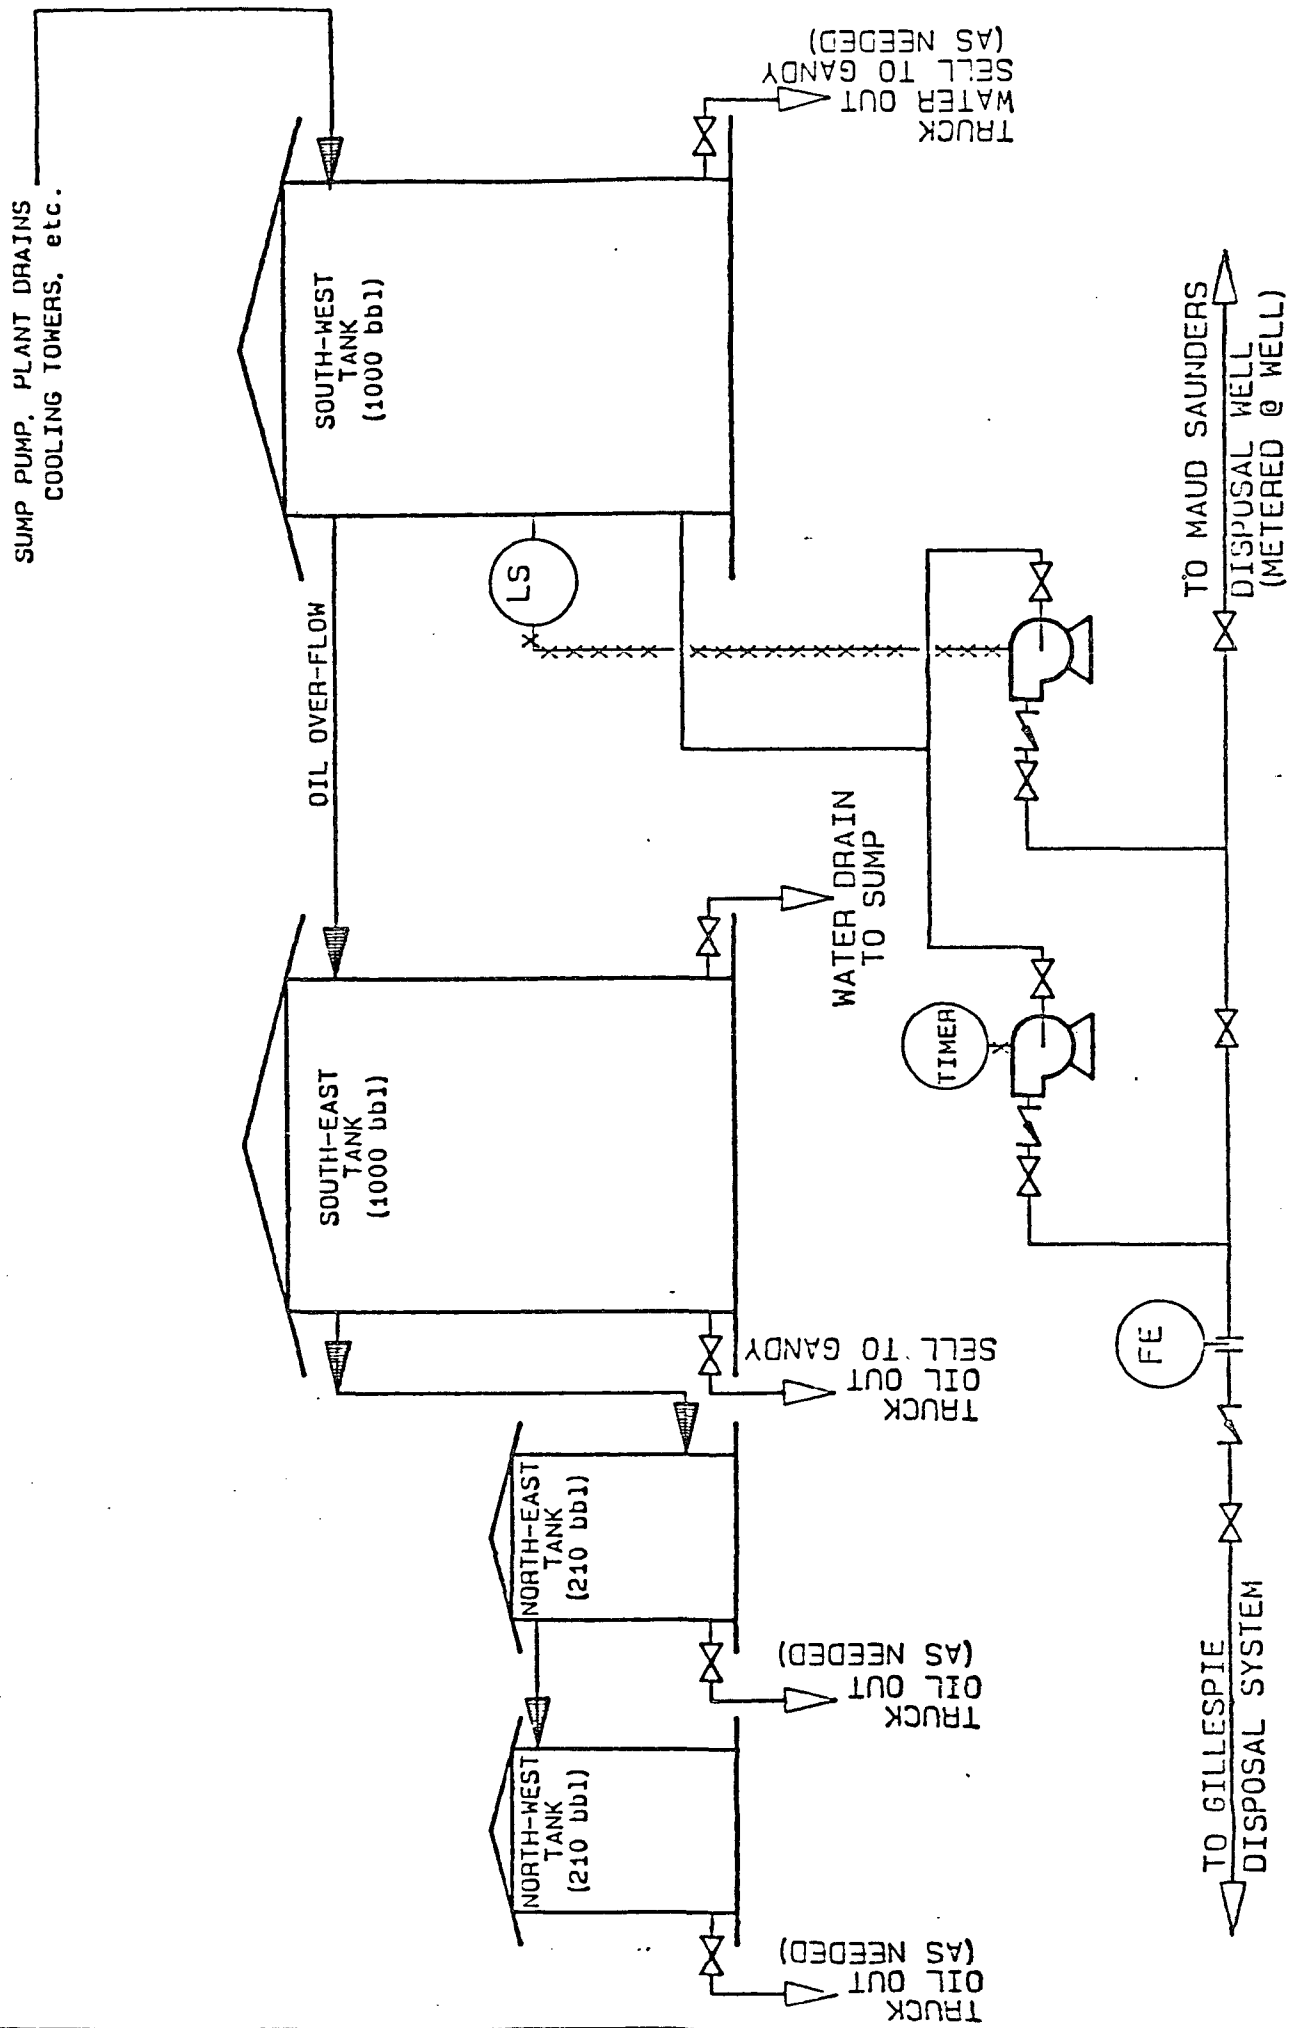 SUMP PUMP, PLANT DRAINS
COOLING TOWERS, etc.
SOUTH-WEST
TANK
(1000 bbl)
TRUCK
WATER OUT
SELL TO GANDY
(AS NEEDED)
OIL OVER-FLOW
LS
SOUTH-EAST
TANK
(1000 bbl)
WATER DRAIN
TO SUMP
TRUCK
OIL OUT
SELL TO GANDY
NORTH-EAST
TANK
(210 bbl)
TRUCK
OIL OUT
(AS NEEDED)
NORTH-WEST
TANK
(210 bbl)
TRUCK
OIL OUT
(AS NEEDED)
TIMER
FE
TO MAUD SAUNDERS
DISPOSAL WELL
(METERED @ WELL)
TO GILLESPIE
DISPOSAL SYSTEM